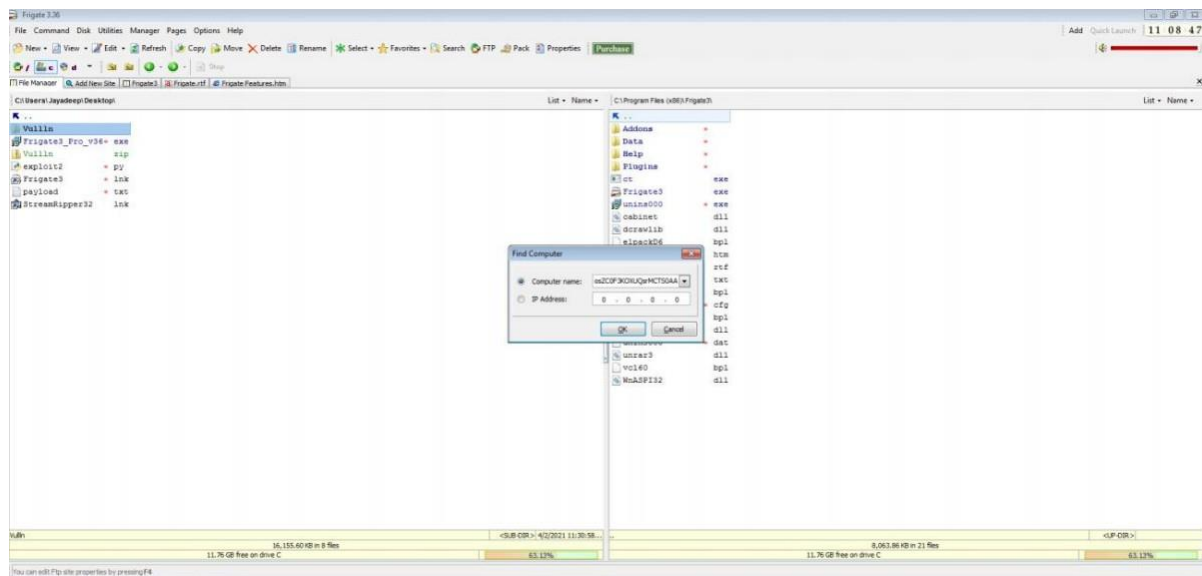 Frigate 3.36
File Command Disk Utilities Manager Pages Options Help
Add Quick Launch 11 08 47
New View Edit Refresh Copy Move Delete Rename Select Favorites Search FTP Pack Properties Purchase
c d Stop
File Manager Add New Site Frigate3 Frigate.rtf Frigate Features.htm x
C:\Users\Jayadeep\Desktop\ List Name
..
Vullln
Frigate3_Pro_v36 exe
Vullln zip
exploit2 py
Frigate3 lnk
payload txt
StreamRipper32 lnk
C:\Program Files (x86)\Frigate3\ List Name
..
Addons
Data
Help
Plugins
ct exe
Frigate3 exe
unins000 exe
cabinet dll
dcrawlib dll
elpackD6 bpl
htm
rtf
txt
bpl
cfg
bpl
dll
dat
unrar3 dll
vcl60 bpl
WnASPI32 dll
Find Computer
Computer name:
IP Address: 0 . 0 . 0 . 0
OK Cancel
<SUB-DIR> 4/2/2021 11:30:58...
16,155.60 KB in 8 files
11.76 GB free on drive C 63.12%
.. <UP-DIR>
8,063.86 KB in 21 files
11.76 GB free on drive C 63.12%
You can edit Ftp site properties by pressing F4